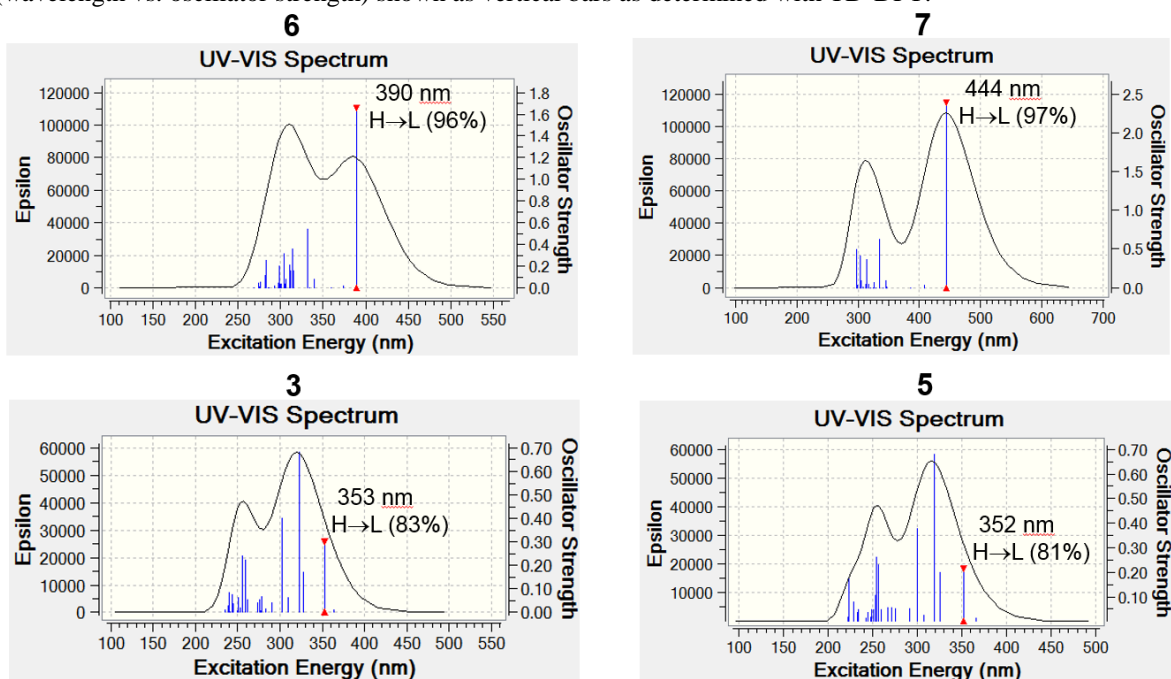 (wavelength vs. oscillator strength) shown as vertical bars as determined with TD-DFT.
6
UV-VIS Spectrum
390 nm
H→L (96%)
Epsilon
120000
100000
80000
60000
40000
20000
0
Oscillator Strength
1.8
1.6
1.4
1.2
1.0
0.8
0.6
0.4
0.2
0.0
100 150 200 250 300 350 400 450 500 550
Excitation Energy (nm)
7
UV-VIS Spectrum
444 nm
H→L (97%)
Epsilon
120000
100000
80000
60000
40000
20000
0
Oscillator Strength
2.5
2.0
1.5
1.0
0.5
0.0
100 200 300 400 500 600 700
Excitation Energy (nm)
3
UV-VIS Spectrum
353 nm
H→L (83%)
Epsilon
60000
50000
40000
30000
20000
10000
0
Oscillator Strength
0.70
0.60
0.50
0.40
0.30
0.20
0.10
0.00
100 150 200 250 300 350 400 450 500 550
Excitation Energy (nm)
5
UV-VIS Spectrum
352 nm
H→L (81%)
Epsilon
60000
50000
40000
30000
20000
10000
Oscillator Strength
0.70
0.60
0.50
0.40
0.30
0.20
0.10
100 150 200 250 300 350 400 450 500
Excitation Energy (nm)